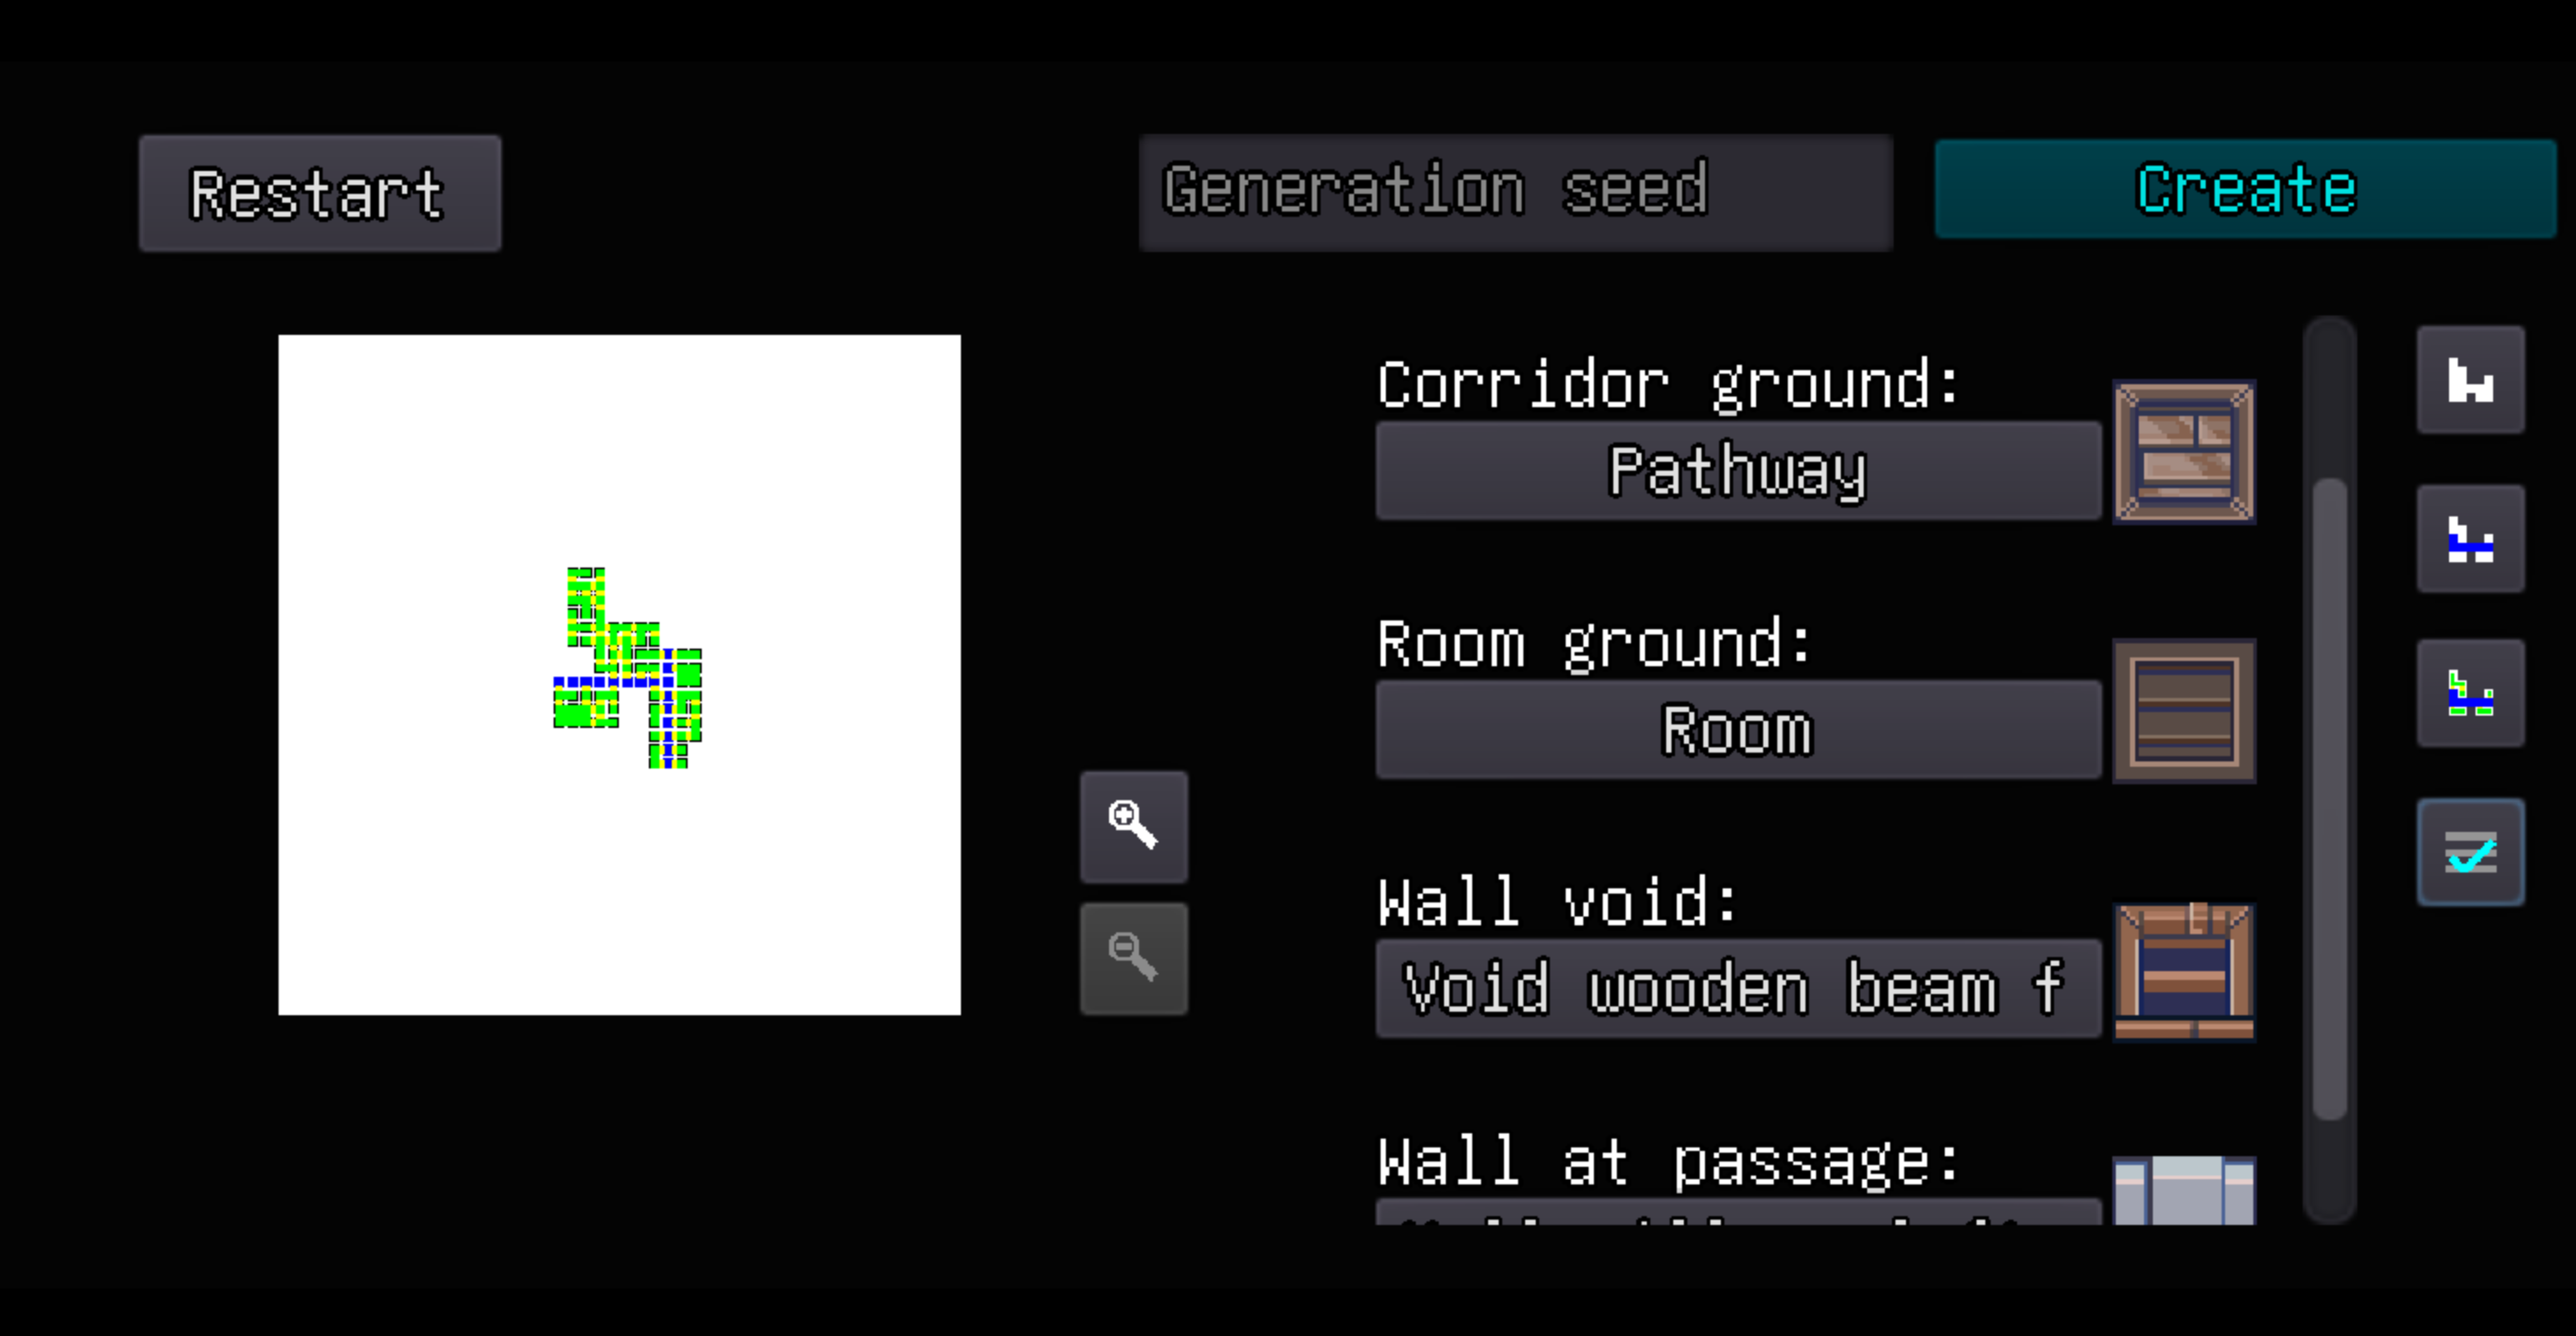 Restart
Generation seed
Create
Corridor ground:
Pathway
Room ground:
Room
Wall void:
Void wooden beam f
Wall at passage: